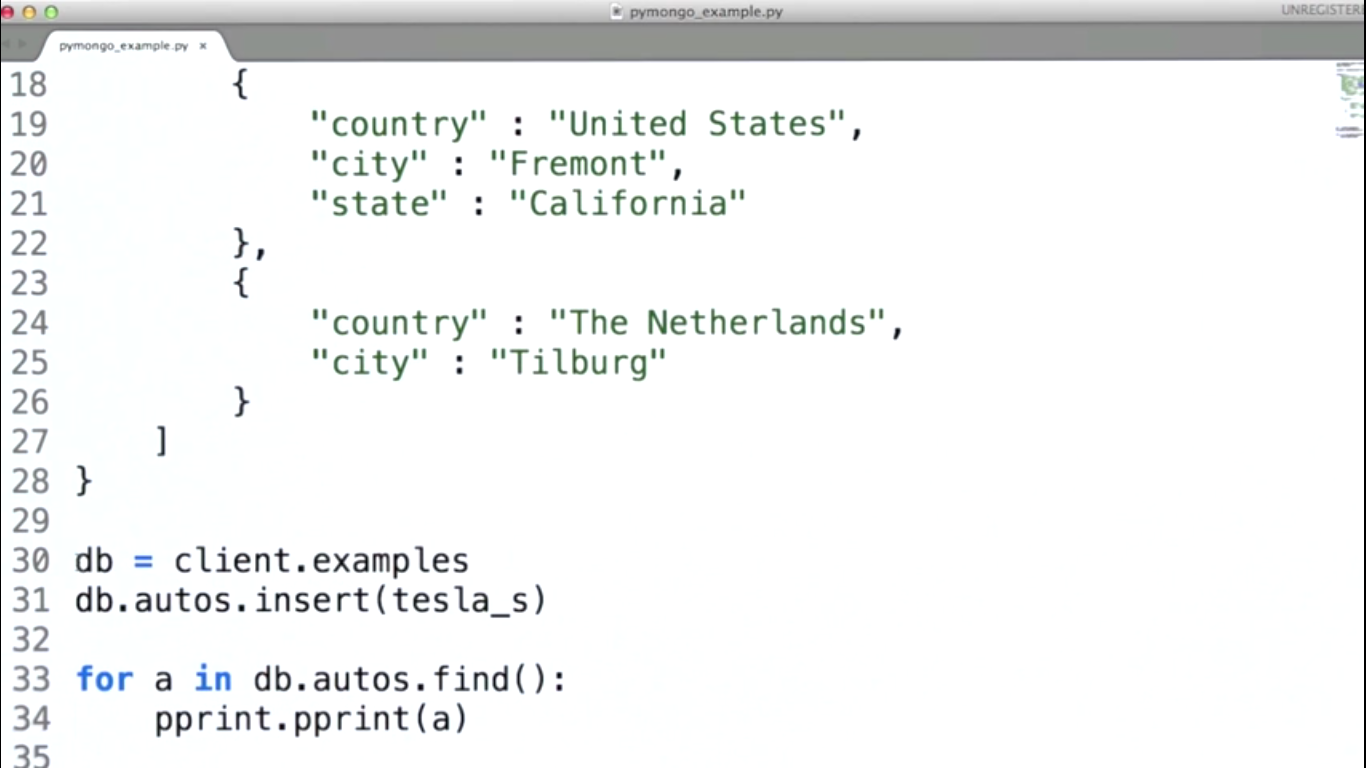 pymongo_example.py
pymongo_example.py ×
18 {
19 "country" : "United States",
20 "city" : "Fremont",
21 "state" : "California"
22 },
23 {
24 "country" : "The Netherlands",
25 "city" : "Tilburg"
26 }
27 ]
28 }
29
30 db = client.examples
31 db.autos.insert(tesla_s)
32
33 for a in db.autos.find():
34 pprint.pprint(a)
35